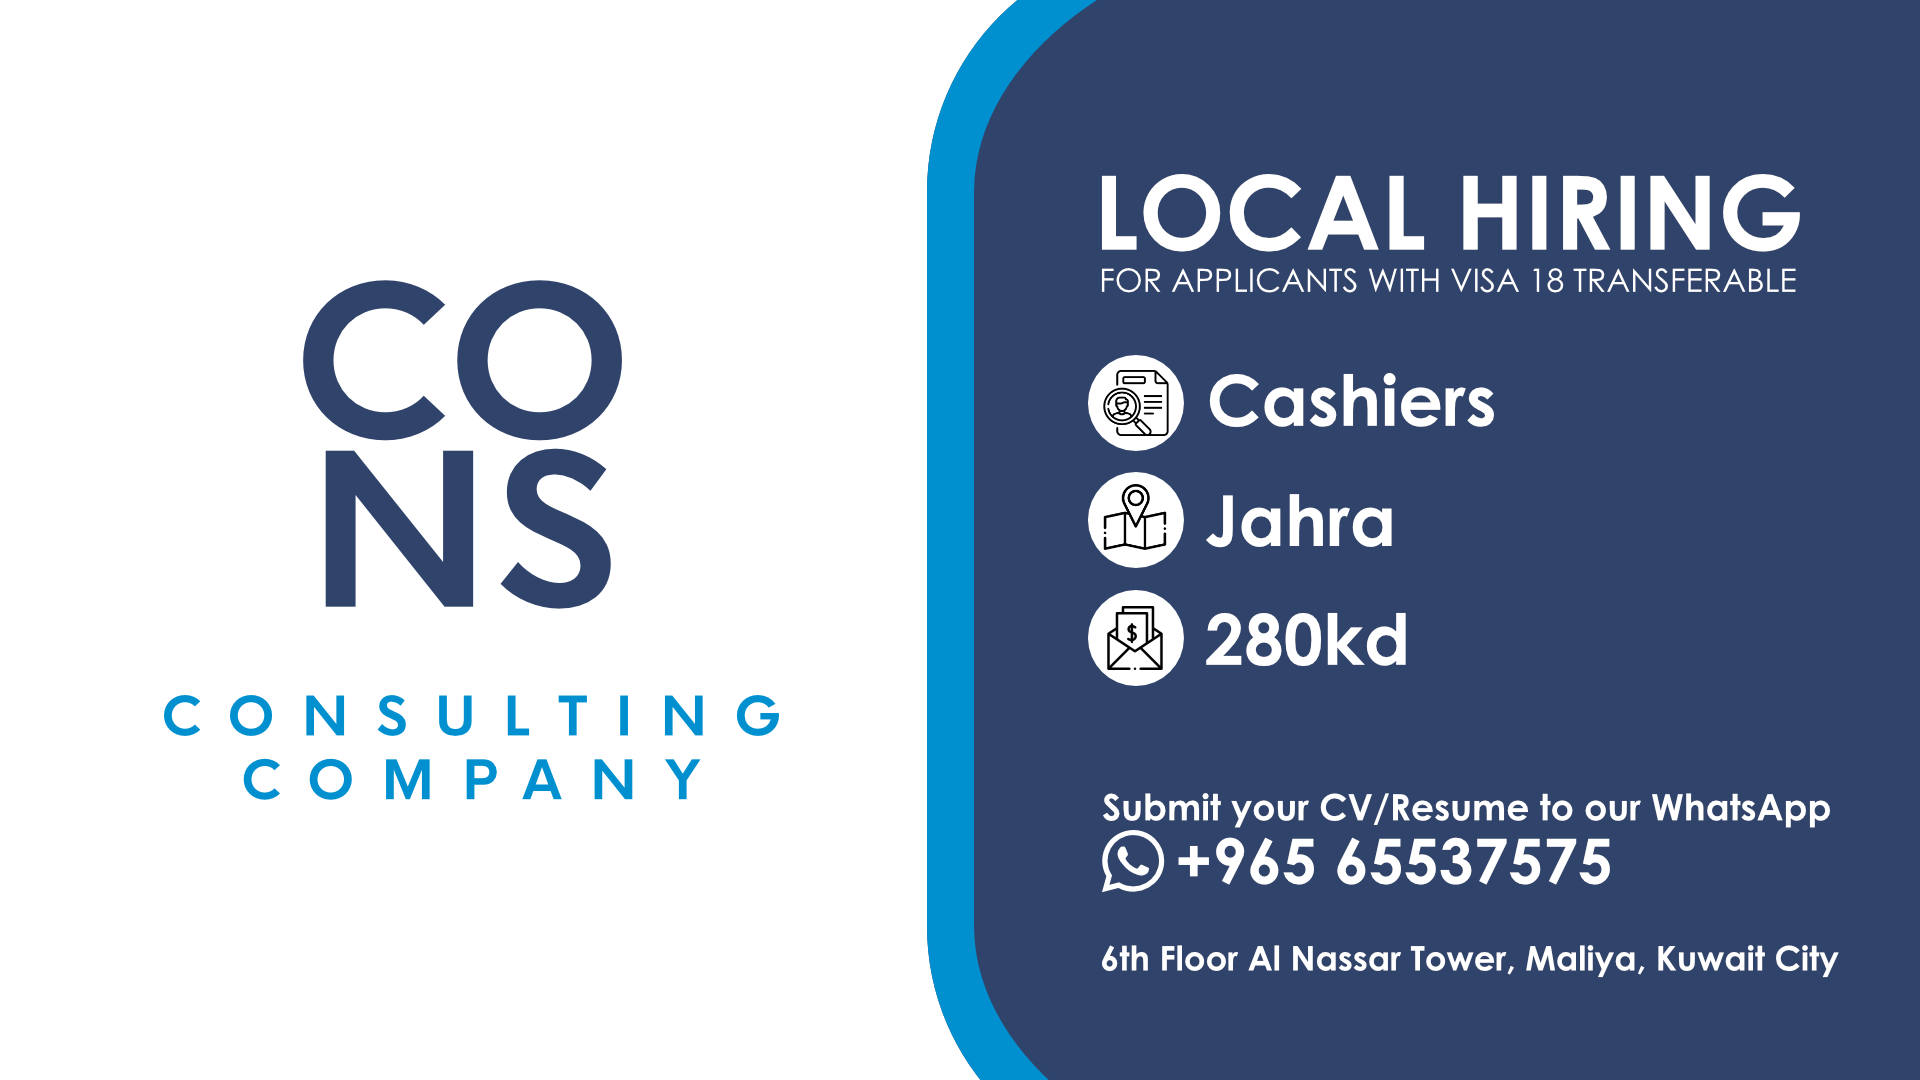 CO
NS
CONSULTING
COMPANY
LOCAL HIRING
FOR APPLICANTS WITH VISA 18 TRANSFERABLE
Cashiers
Jahra
$
280kd
Submit your CV/Resume to our WhatsApp
+965 65537575
6th Floor Al Nassar Tower, Maliya, Kuwait City